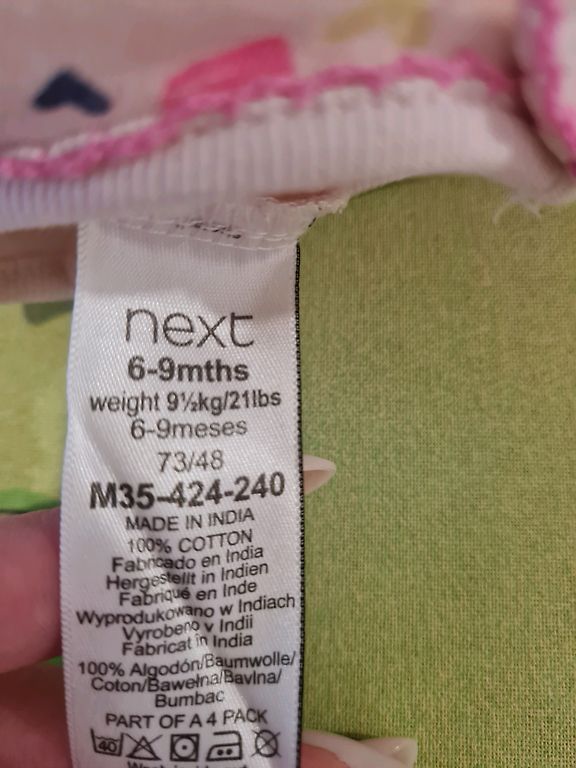 next
6-9mths
weight 9½kg/21lbs
6-9meses
73/48
M35-424-240
MADE IN INDIA
100% COTTON
Fabricado en India
Hergestellt in Indien
Fabriqué en Inde
Wyprodukowano w Indiach
Vyrobeno v Indii
Fabricat in India
100% Algodón/Baumwolle/
Coton/Bawełna/Bavlna/
Bumbac
PART OF A 4 PACK
40